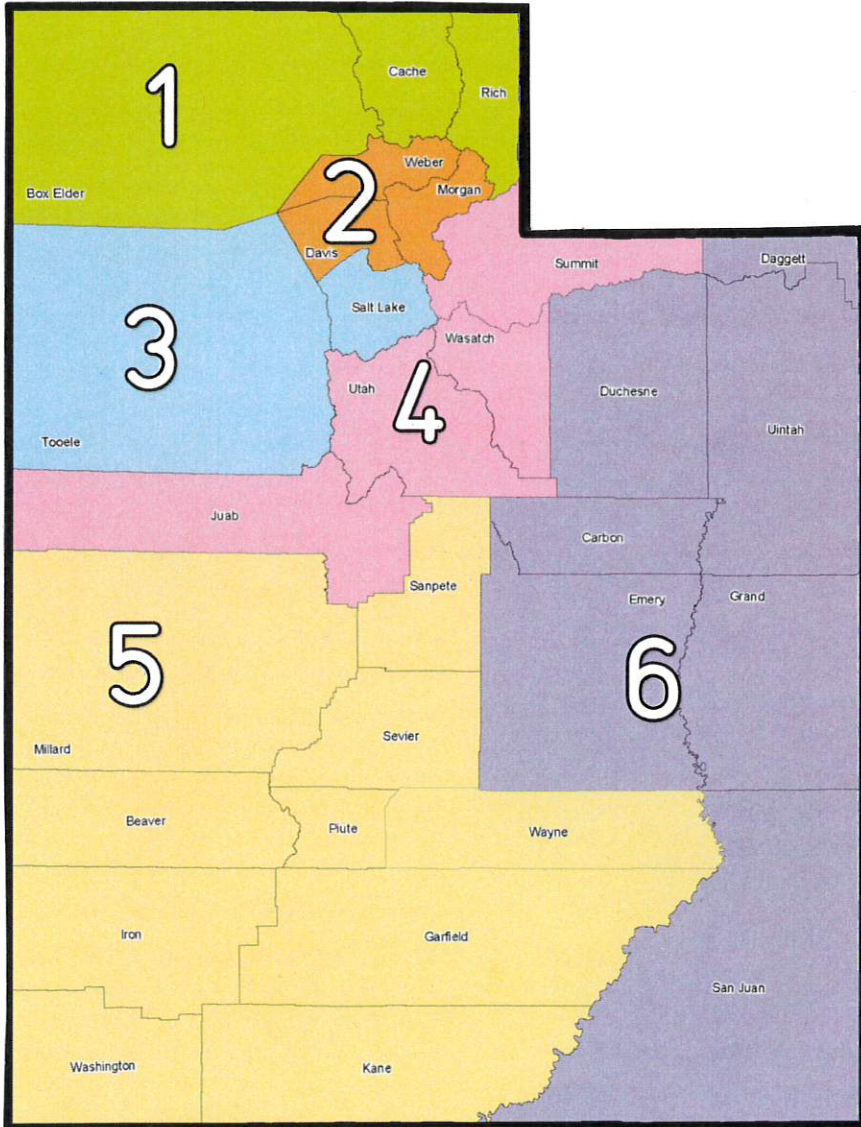 Cache
Rich
1
Weber
Morgan
Box Elder
2
Davis
Summit
Daggett
Salt Lake
3
Wasatch
Utah
4
Duchesne
Uintah
Tooele
Juab
Carbon
Sanpete
Emery
Grand
5
6
Millard
Sevier
Beaver
Piute
Wayne
Iron
Garfield
San Juan
Washington
Kane